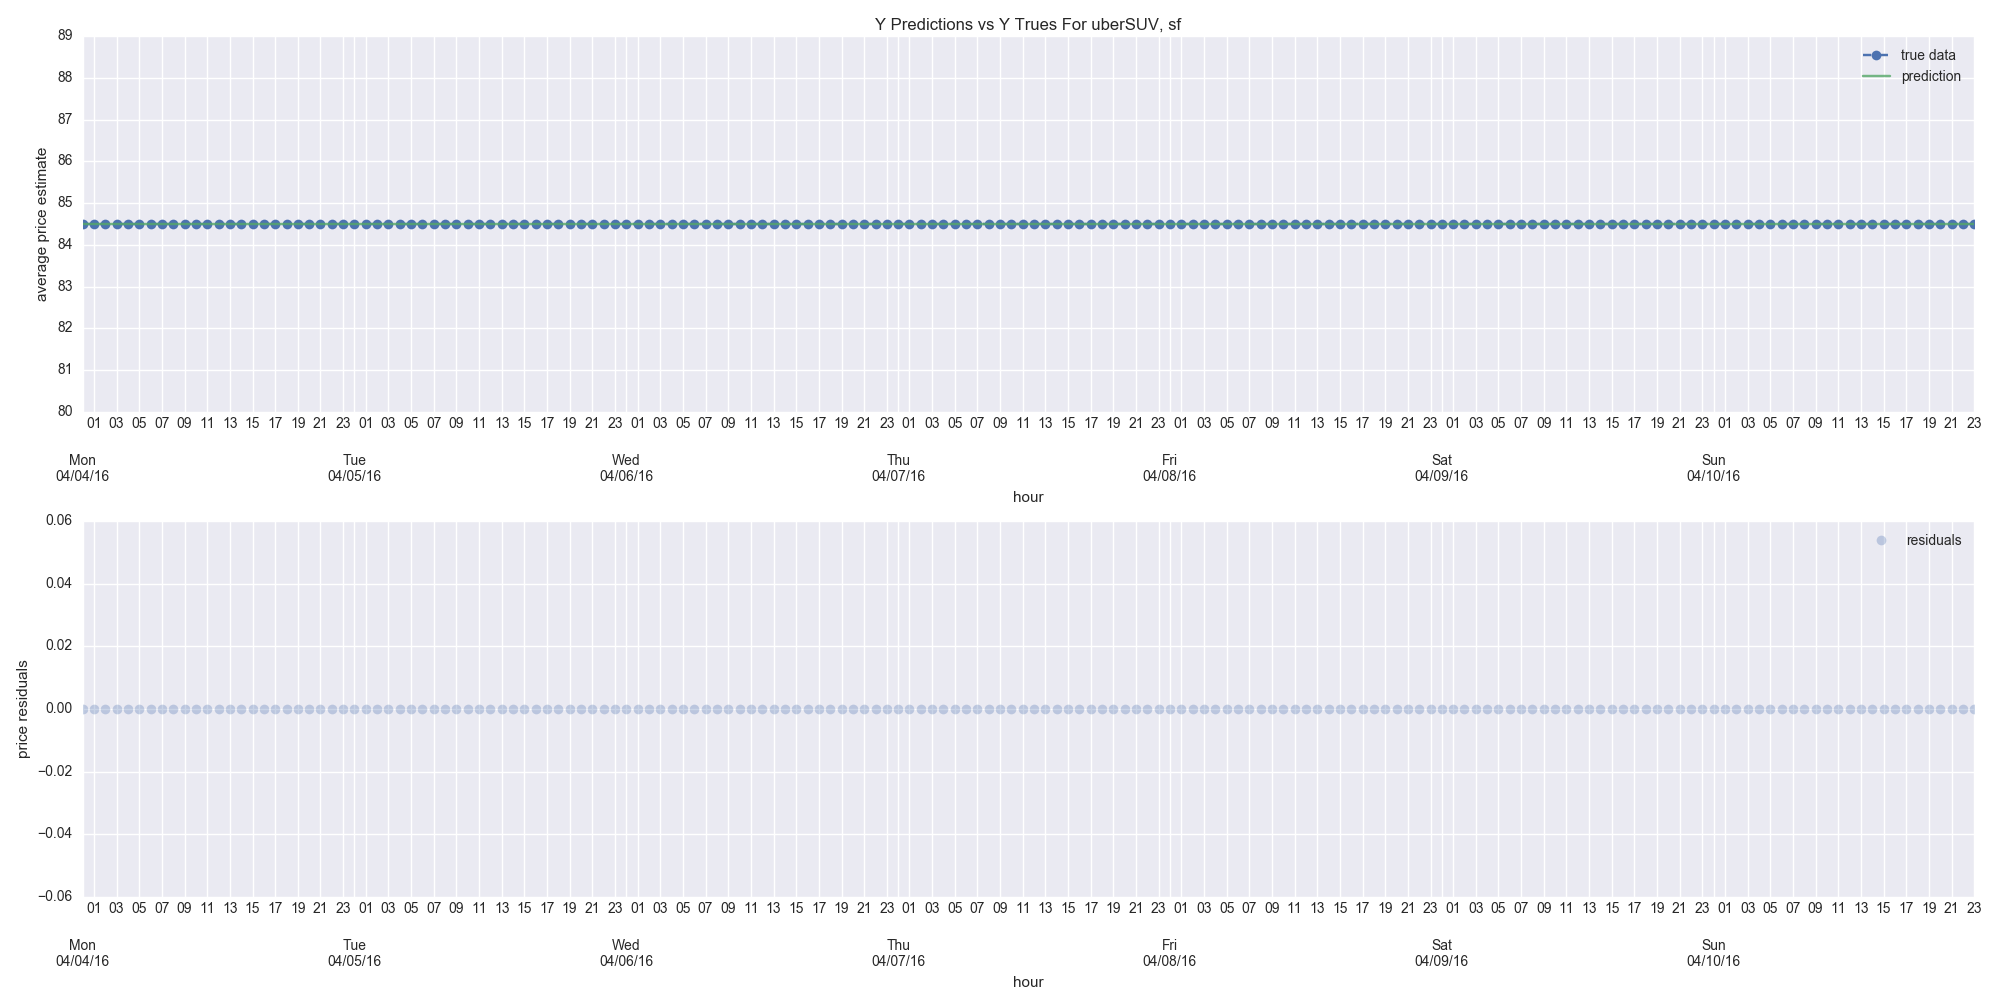 Y Predictions vs Y Trues For uberSUV, sf
89
88
87
86
85
84
83
82
81
80
average price estimate
true data
prediction
01 03 05 07 09 11 13 15 17 19 21 23 01 03 05 07 09 11 13 15 17 19 21 23 01 03 05 07 09 11 13 15 17 19 21 23 01 03 05 07 09 11 13 15 17 19 21 23 01 03 05 07 09 11 13 15 17 19 21 23 01 03 05 07 09 11 13 15 17 19 21 23 01 03 05 07 09 11 13 15 17 19 21 23
Mon Tue Wed Thu Fri Sat Sun
04/04/16 04/05/16 04/06/16 04/07/16 04/08/16 04/09/16 04/10/16
hour
0.06
0.04
0.02
0.00
−0.02
−0.04
−0.06
price residuals
residuals
01 03 05 07 09 11 13 15 17 19 21 23 01 03 05 07 09 11 13 15 17 19 21 23 01 03 05 07 09 11 13 15 17 19 21 23 01 03 05 07 09 11 13 15 17 19 21 23 01 03 05 07 09 11 13 15 17 19 21 23 01 03 05 07 09 11 13 15 17 19 21 23 01 03 05 07 09 11 13 15 17 19 21 23
Mon Tue Wed Thu Fri Sat Sun
04/04/16 04/05/16 04/06/16 04/07/16 04/08/16 04/09/16 04/10/16
hour